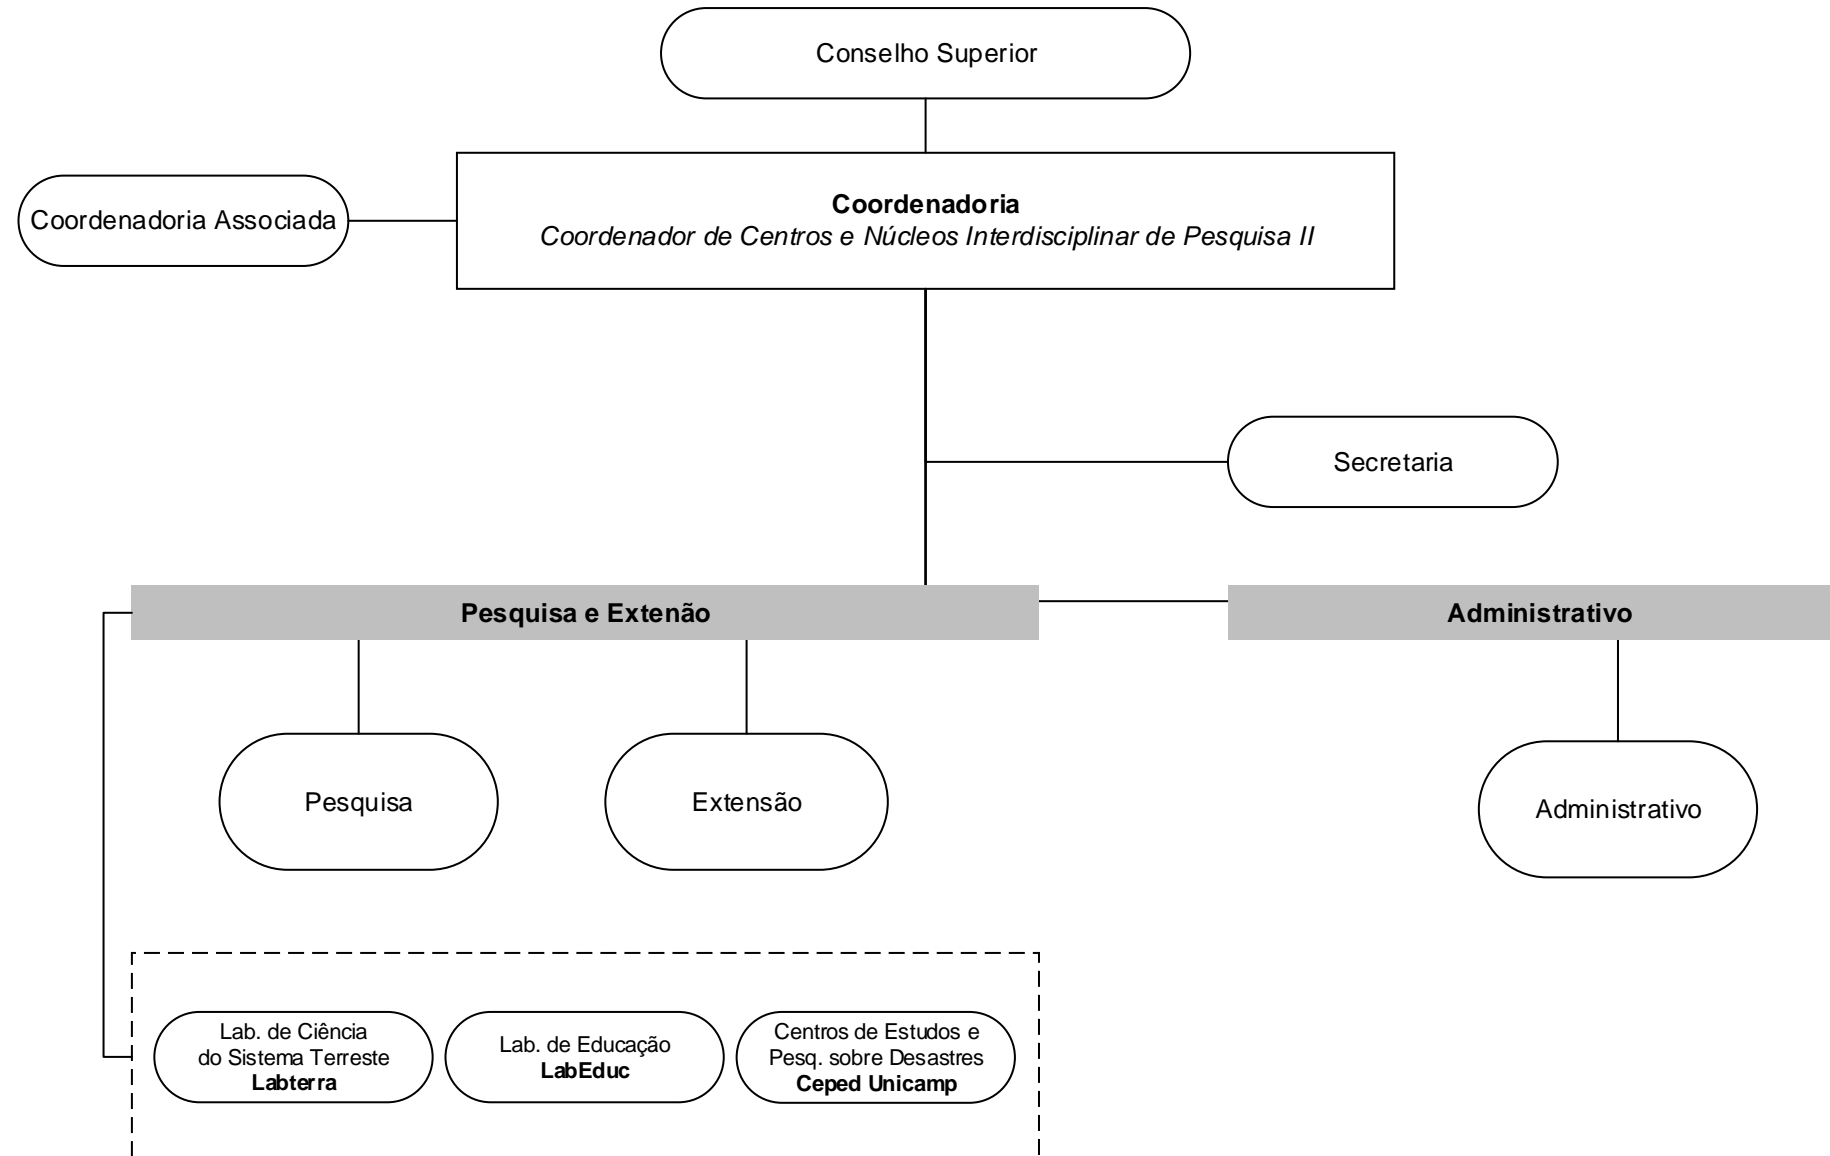 Conselho Superior
Coordenadoria Associada
Coordenadoria
Coordenador de Centros e Núcleos Interdisciplinar de Pesquisa II
Secretaria
Pesquisa e Extenão
Administrativo
Pesquisa
Extensão
Administrativo
Lab. de Ciência
do Sistema Terreste
Labterra
Lab. de Educação
LabEduc
Centros de Estudos e
Pesq. sobre Desastres
Ceped Unicamp